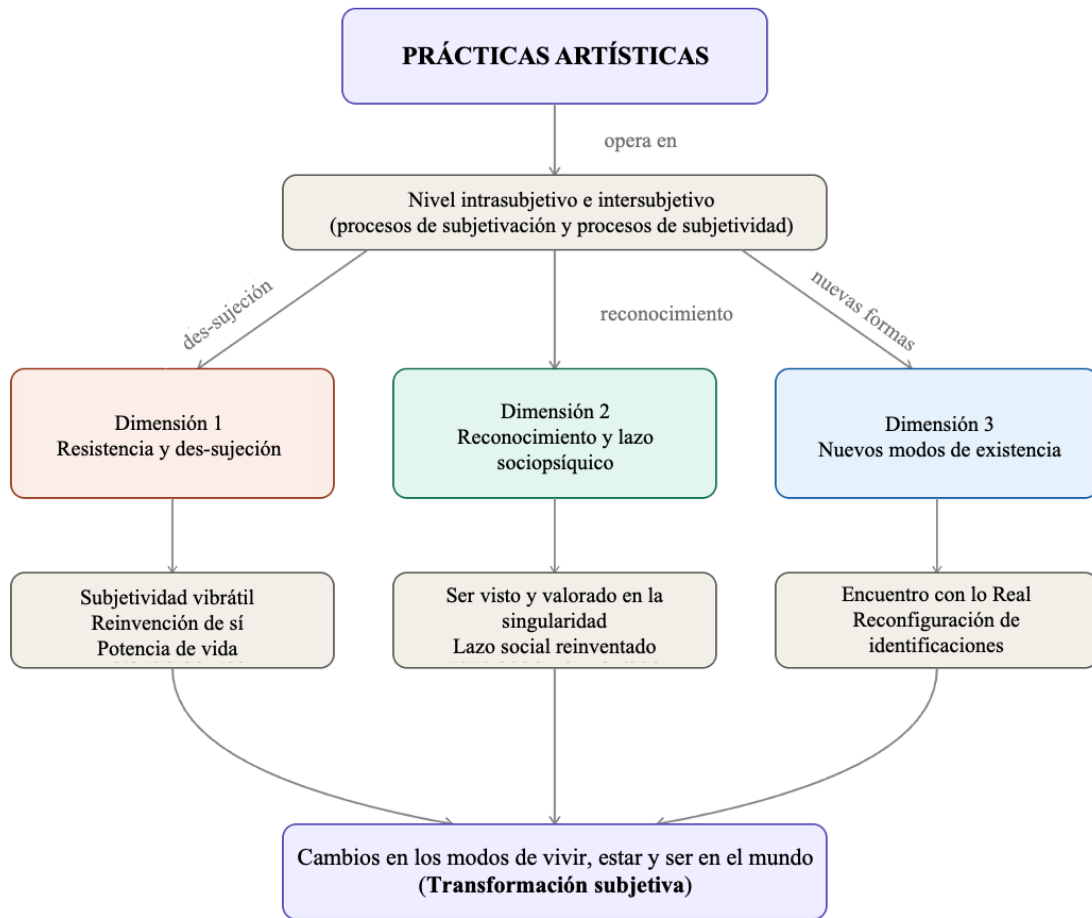 PRÁCTICAS ARTÍSTICAS
opera en
Nivel intrasubjetivo e intersubjetivo
(procesos de subjetivación y procesos de subjetividad)
des-sujeción
reconocimiento
nuevas formas
Dimensión 1
Resistencia y des-sujeción
Dimensión 2
Reconocimiento y lazo
sociopsíquico
Dimensión 3
Nuevos modos de existencia
Subjetividad vibrátil
Reinvención de sí
Potencia de vida
Ser visto y valorado en la
singularidad
Lazo social reinventado
Encuentro con lo Real
Reconfiguración de
identificaciones
Cambios en los modos de vivir, estar y ser en el mundo
(Transformación subjetiva)